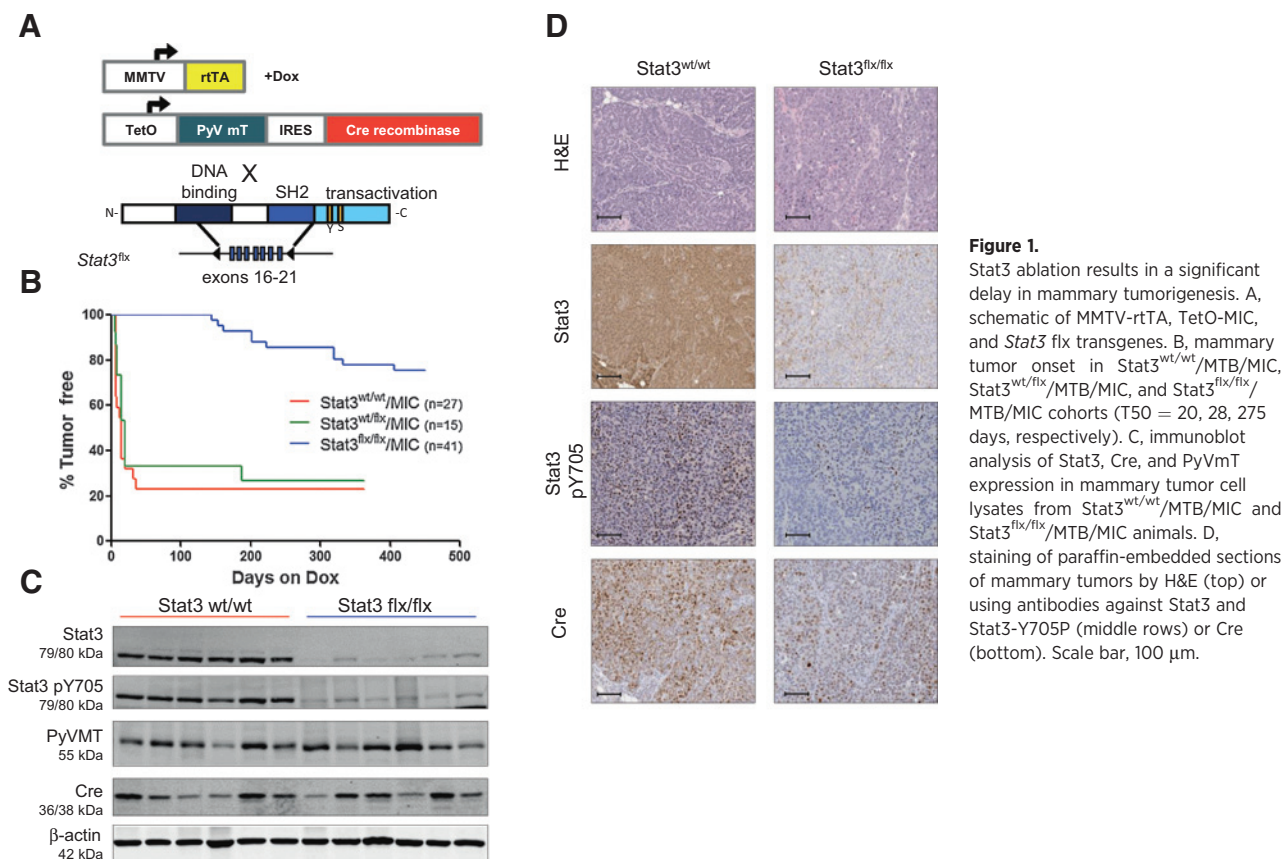 A
MMTV rtTA +Dox
TetO PyV mT IRES Cre recombinase
DNA binding X SH2 transactivation
N- Y S -C
Stat3flx
exons 16-21
B
% Tumor free
100
80
60
40
20
0
0 100 200 300 400 500
Days on Dox
Stat3wt/wt/MIC (n=27)
Stat3wt/flx/MIC (n=15)
Stat3flx/flx/MIC (n=41)
C
Stat3 wt/wt Stat3 flx/flx
Stat3
79/80 kDa
Stat3 pY705
79/80 kDa
PyVMT
55 kDa
Cre
36/38 kDa
β-actin
42 kDa
D
Stat3wt/wt Stat3flx/flx
H&E
Stat3
Stat3
pY705
Cre
Figure 1.
Stat3 ablation results in a significant
delay in mammary tumorigenesis. A,
schematic of MMTV-rtTA, TetO-MIC,
and Stat3 flx transgenes. B, mammary
tumor onset in Stat3wt/wt/MTB/MIC,
Stat3wt/flx/MTB/MIC, and Stat3flx/flx/
MTB/MIC cohorts (T50 = 20, 28, 275
days, respectively). C, immunoblot
analysis of Stat3, Cre, and PyVmT
expression in mammary tumor cell
lysates from Stat3wt/wt/MTB/MIC and
Stat3flx/flx/MTB/MIC animals. D,
staining of paraffin-embedded sections
of mammary tumors by H&E (top) or
using antibodies against Stat3 and
Stat3-Y705P (middle rows) or Cre
(bottom). Scale bar, 100 μm.